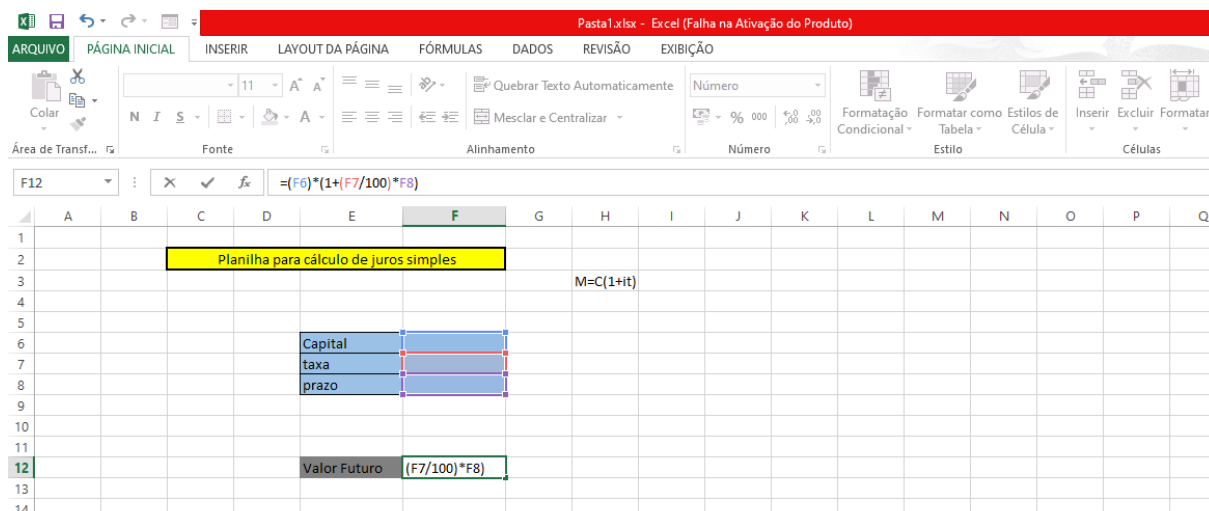 Pasta1.xlsx - Excel (Falha na Ativação do Produto)
ARQUIVO PÁGINA INICIAL INSERIR LAYOUT DA PÁGINA FÓRMULAS DADOS REVISÃO EXIBIÇÃO
11 A A Quebrar Texto Automaticamente Número
Colar
N I S A Mesclar e Centralizar % 000 ,00
Formatação Formatar como Estilos de Inserir Excluir Formatar
Condicional Tabela Célula
Área de Transf... Fonte Alinhamento Número Estilo Células
F12 fx =(F6)*(1+(F7/100)*F8)
A B C D E F G H I J K L M N O P Q
1
2 Planilha para cálculo de juros simples
3 M=C(1+it)
4
5
6 Capital
7 taxa
8 prazo
9
10
11
12 Valor Futuro (F7/100)*F8)
13
14